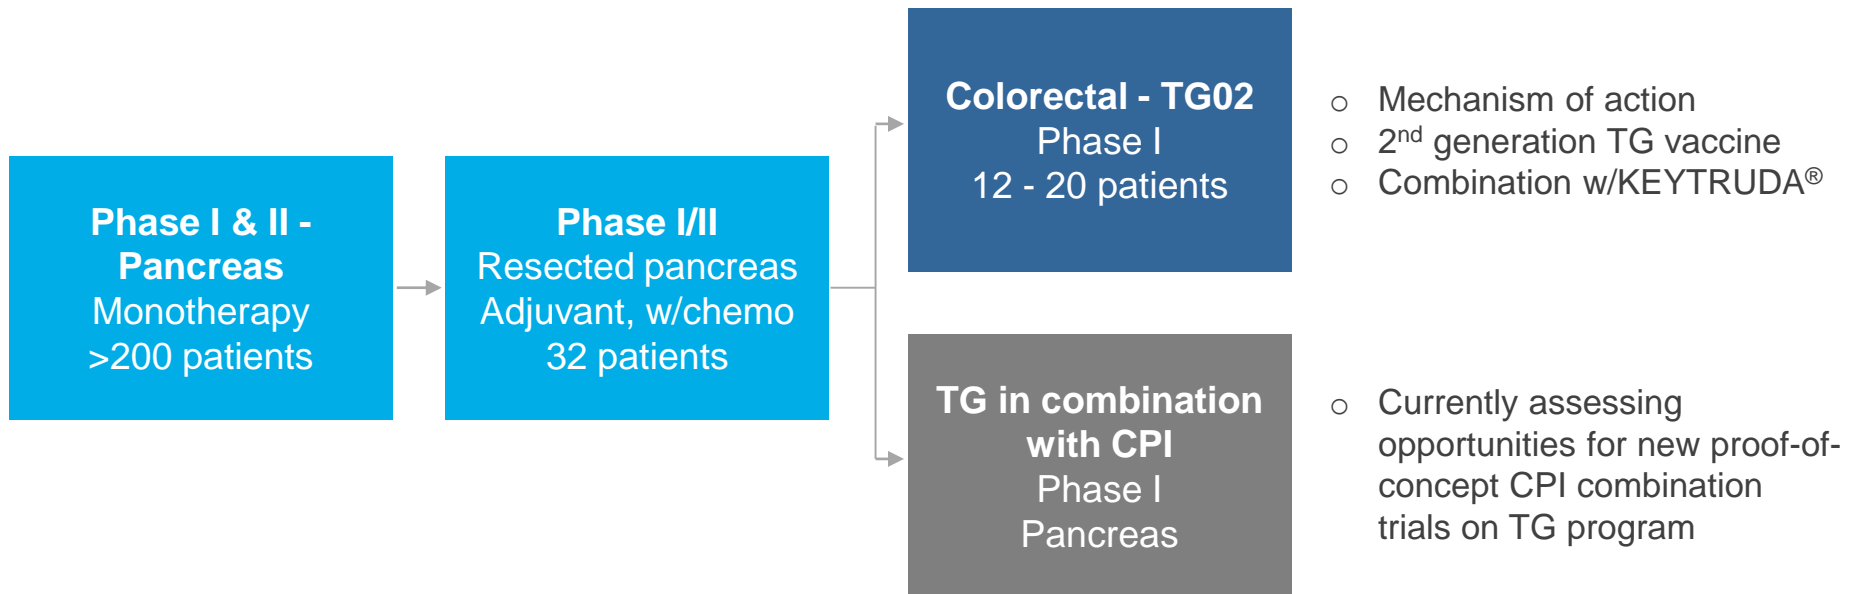 Phase I & II -
Pancreas
Monotherapy
>200 patients
Phase I/II
Resected pancreas
Adjuvant, w/chemo
32 patients
Colorectal - TG02
Phase I
12 - 20 patients
○ Mechanism of action
○ 2nd generation TG vaccine
○ Combination w/KEYTRUDA®
TG in combination
with CPI
Phase I
Pancreas
○ Currently assessing
opportunities for new proof-of-
concept CPI combination
trials on TG program